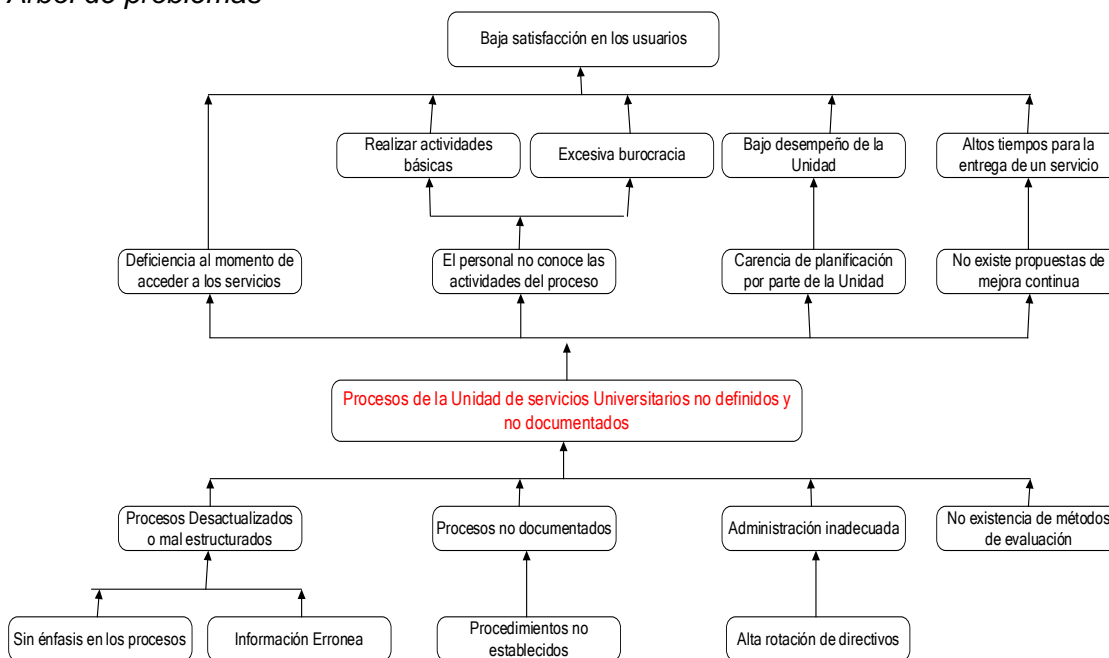 Árbol de problemas
Baja satisfacción en los usuarios
Realizar actividades
básicas
Excesiva burocracia
Bajo desempeño de la
Unidad
Altos tiempos para la
entrega de un servicio
Deficiencia al momento de
acceder a los servicios
El personal no conoce las
actividades del proceso
Carencia de planificación
por parte de la Unidad
No existe propuestas de
mejora continua
Procesos de la Unidad de servicios Universitarios no definidos y
no documentados
Procesos Desactualizados
o mal estructurados
Procesos no documentados
Administración inadecuada
No existencia de métodos
de evaluación
Sin énfasis en los procesos
Información Erronea
Procedimientos no
establecidos
Alta rotación de directivos